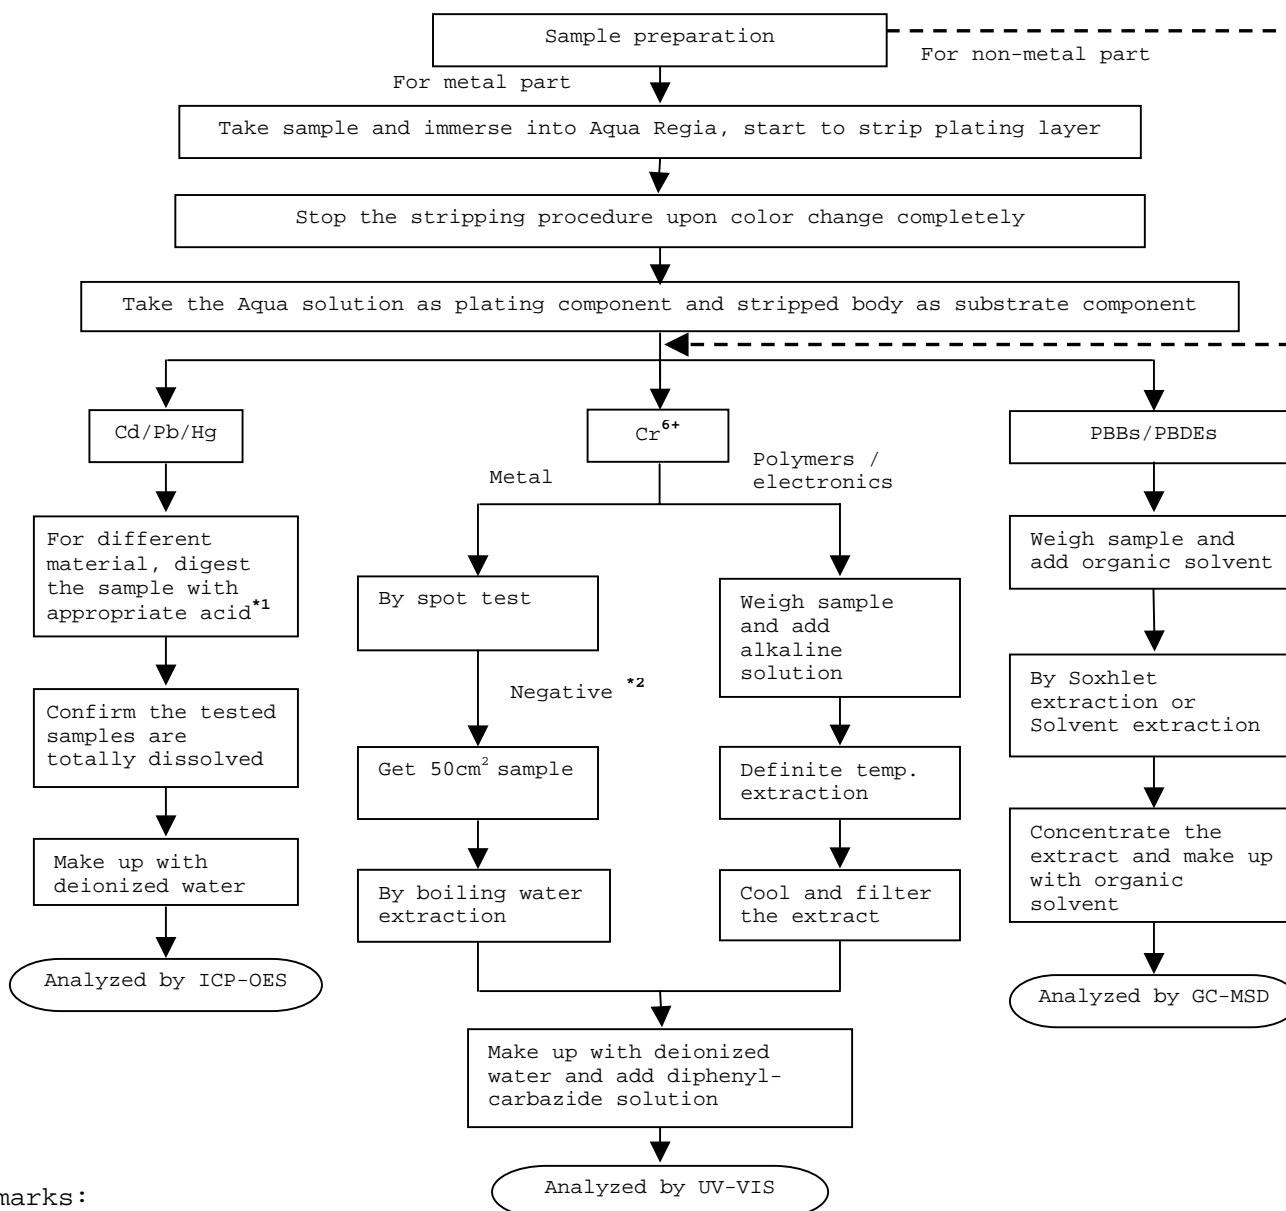 Sample preparation
For non-metal part
For metal part
Take sample and immerse into Aqua Regia, start to strip plating layer
Stop the stripping procedure upon color change completely
Take the Aqua solution as plating component and stripped body as substrate component
Cd/Pb/Hg
Cr6+
PBBs/PBDEs
Metal
Polymers /
electronics
For different
material, digest
the sample with
appropriate acid*1
Confirm the tested
samples are
totally dissolved
Make up with
deionized water
Analyzed by ICP-OES
By spot test
Negative *2
Get 50cm2 sample
By boiling water
extraction
Weigh sample
and add
alkaline
solution
Definite temp.
extraction
Cool and filter
the extract
Make up with deionized
water and add diphenyl-
carbazide solution
Analyzed by UV-VIS
Weigh sample and
add organic solvent
By Soxhlet
extraction or
Solvent extraction
Concentrate the
extract and make up
with organic
solvent
Analyzed by GC-MSD
marks: